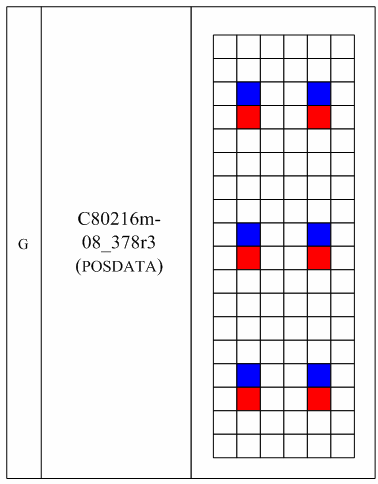 G
C80216m-
08_378r3
(POSDATA)